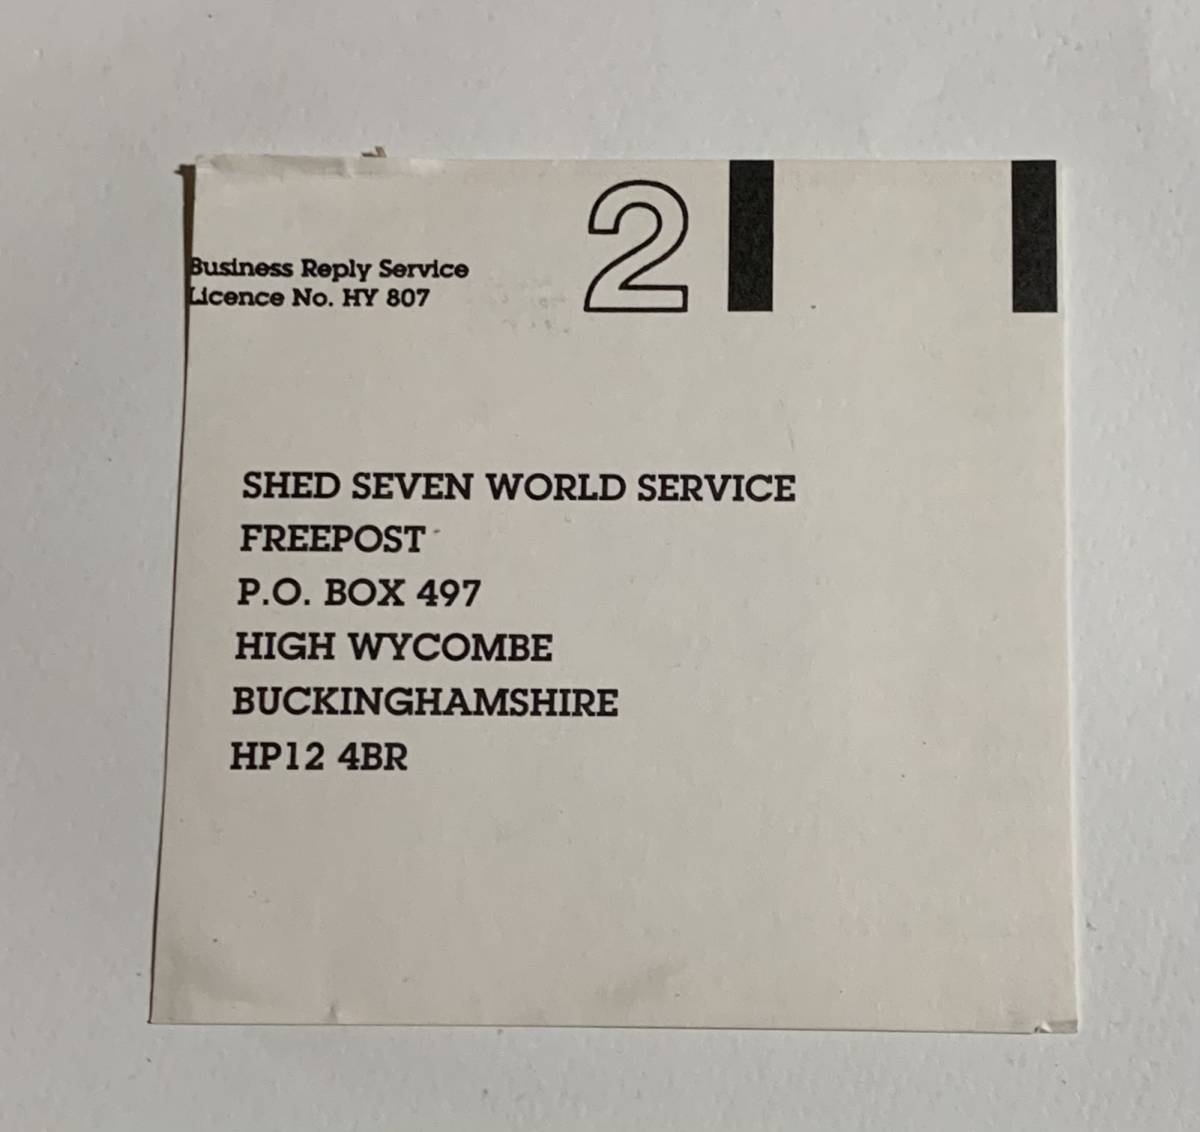 Business Reply Service
Licence No. HY 807
2
SHED SEVEN WORLD SERVICE
FREEPOST
P.O. BOX 497
HIGH WYCOMBE
BUCKINGHAMSHIRE
HP12 4BR